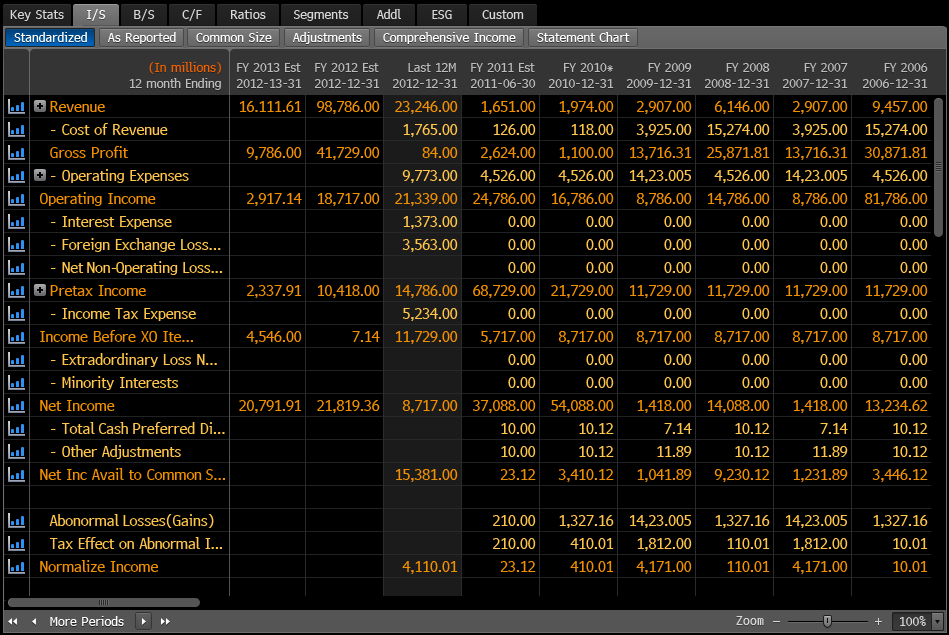 Key Stats I/S B/S C/F Ratios Segments Addl ESG Custom
Standardized As Reported Common Size Adjustments Comprehensive Income Statement Chart
(In millions) FY 2013 Est FY 2012 Est Last 12M FY 2011 Est FY 2010* FY 2009 FY 2008 FY 2007 FY 2006
12 month Ending 2012-13-31 2012-12-31 2012-12-31 2011-06-30 2010-12-31 2009-12-31 2008-12-31 2007-12-31 2006-12-31
Revenue 16.111.61 98,786.00 23,246.00 1,651.00 1,974.00 2,907.00 6,146.00 2,907.00 9,457.00
- Cost of Revenue 1,765.00 126.00 118.00 3,925.00 15,274.00 3,925.00 15,274.00
Gross Profit 9,786.00 41,729.00 84.00 2,624.00 1,100.00 13,716.31 25,871.81 13,716.31 30,871.81
- Operating Expenses 9,773.00 4,526.00 4,526.00 14,23.005 4,526.00 14,23.005 4,526.00
Operating Income 2,917.14 18,717.00 21,339.00 24,786.00 16,786.00 8,786.00 14,786.00 8,786.00 81,786.00
- Interest Expense 1,373.00 0.00 0.00 0.00 0.00 0.00 0.00
- Foreign Exchange Loss... 3,563.00 0.00 0.00 0.00 0.00 0.00 0.00
- Net Non-Operating Loss... 0.00 0.00 0.00 0.00 0.00 0.00
Pretax Income 2,337.91 10,418.00 14,786.00 68,729.00 21,729.00 11,729.00 11,729.00 11,729.00 11,729.00
- Income Tax Expense 5,234.00 0.00 0.00 0.00 0.00 0.00 0.00
Income Before XO Ite... 4,546.00 7.14 11,729.00 5,717.00 8,717.00 8,717.00 8,717.00 8,717.00 8,717.00
- Extradordinary Loss N... 0.00 0.00 0.00 0.00 0.00 0.00
- Minority Interests 0.00 0.00 0.00 0.00 0.00 0.00
Net Income 20,791.91 21,819.36 8,717.00 37,088.00 54,088.00 1,418.00 14,088.00 1,418.00 13,234.62
- Total Cash Preferred Di... 10.00 10.12 7.14 10.12 7.14 10.12
- Other Adjustments 10.00 10.12 11.89 10.12 11.89 10.12
Net Inc Avail to Common S... 15,381.00 23.12 3,410.12 1,041.89 9,230.12 1,231.89 3,446.12
Abonormal Losses(Gains) 210.00 1,327.16 14,23.005 1,327.16 14,23.005 1,327.16
Tax Effect on Abnormal I... 210.00 410.01 1,812.00 110.01 1,812.00 10.01
Normalize Income 4,110.01 23.12 410.01 4,171.00 110.01 4,171.00 10.01
More Periods Zoom − + 100%